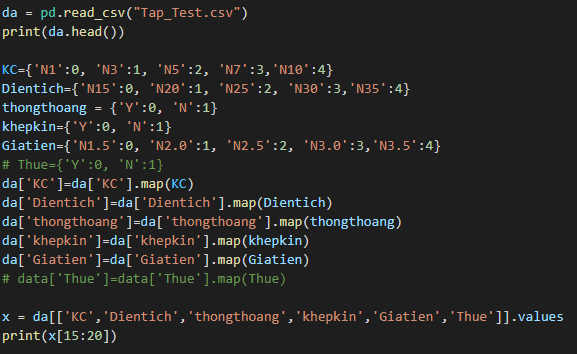 da = pd.read_csv("Tap_Test.csv")
print(da.head())
KC={'N1':0, 'N3':1, 'N5':2, 'N7':3,'N10':4}
Dientich={'N15':0, 'N20':1, 'N25':2, 'N30':3,'N35':4}
thongthoang = {'Y':0, 'N':1}
khepkin={'Y':0, 'N':1}
Giatien={'N1.5':0, 'N2.0':1, 'N2.5':2, 'N3.0':3,'N3.5':4}
# Thue={'Y':0, 'N':1}
da['KC']=da['KC'].map(KC)
da['Dientich']=da['Dientich'].map(Dientich)
da['thongthoang']=da['thongthoang'].map(thongthoang)
da['khepkin']=da['khepkin'].map(khepkin)
da['Giatien']=da['Giatien'].map(Giatien)
# data['Thue']=data['Thue'].map(Thue)
x = da[['KC','Dientich','thongthoang','khepkin','Giatien','Thue']].values
print(x[15:20])